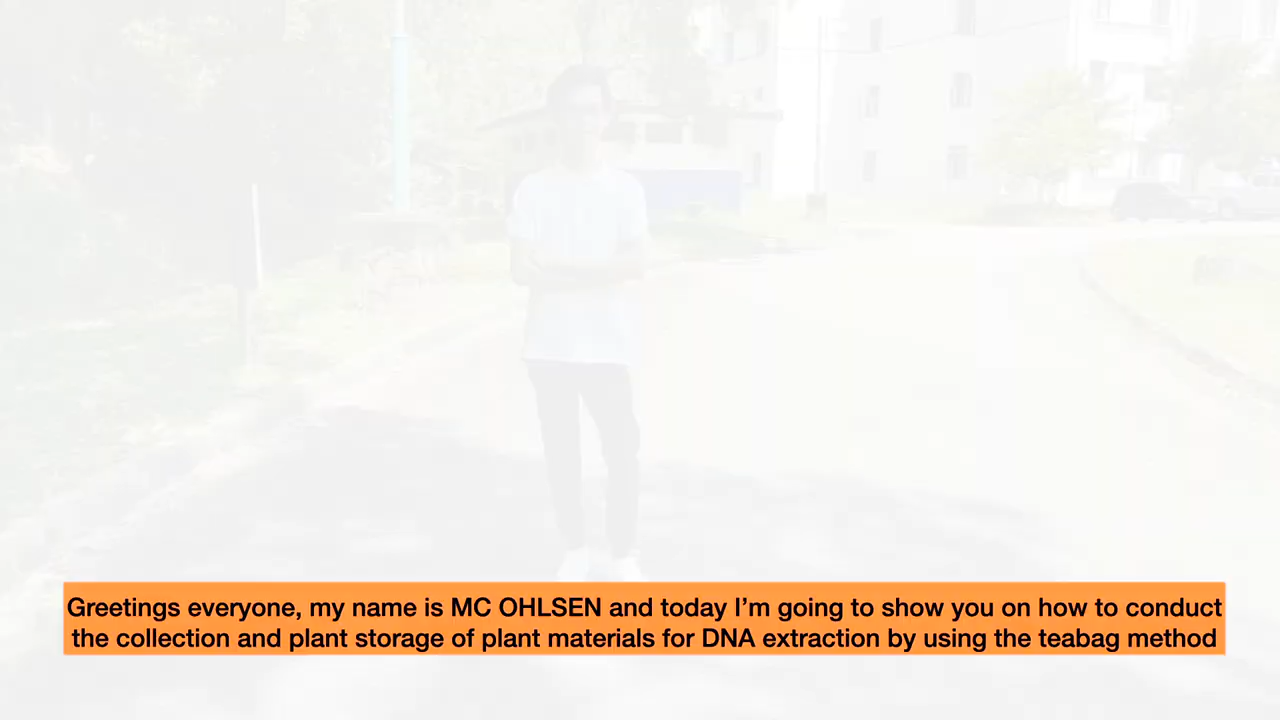 Greetings everyone, my name is MC OHLSEN and today I’m going to show you on how to conduct
the collection and plant storage of plant materials for DNA extraction by using the teabag method